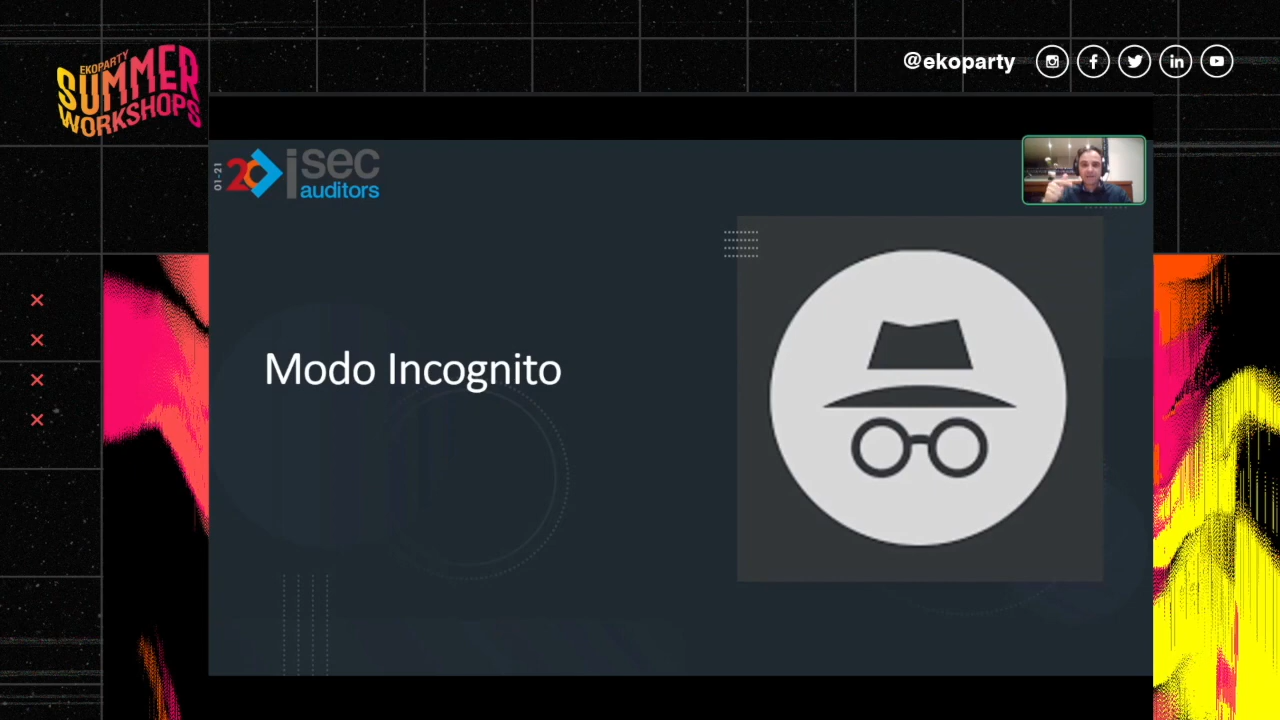 EKOPARTY
SUMMER
WORKSHOPS
@ekoparty
01-21
20
isec
auditors
Modo Incognito